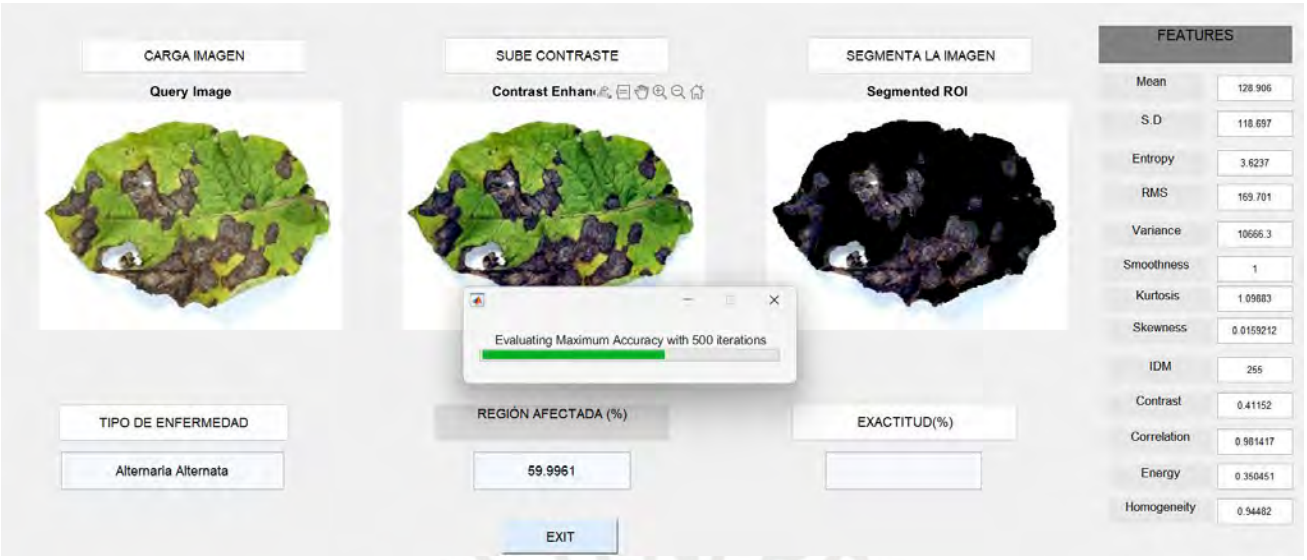 CARGA IMAGEN
SUBE CONTRASTE
SEGMENTA LA IMAGEN
FEATURES
Query Image
Contrast Enhan
Segmented ROI
Mean 128.906
S.D 118.697
Entropy 3.6237
RMS 169.701
Variance 10666.3
Smoothness 1
Kurtosis 1.09883
Skewness 0.0159212
IDM 255
Contrast 0.41152
Correlation 0.981417
Energy 0.350451
Homogeneity 0.94482
Evaluating Maximum Accuracy with 500 iterations
TIPO DE ENFERMEDAD
REGIÓN AFECTADA (%)
EXACTITUD(%)
Alternaria Alternata
59.9961
EXIT